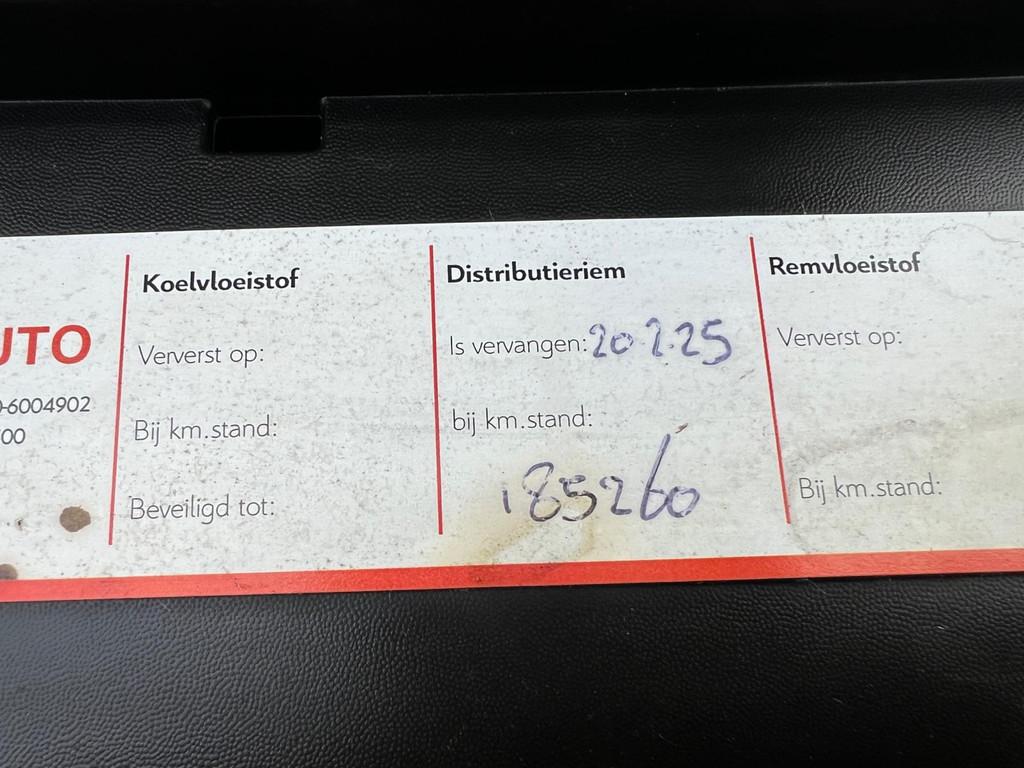 UTO
0-6004902
00
Koelvloeistof
Ververst op:
Bij km.stand:
Beveiligd tot:
Distributieriem
Is vervangen: 20-2-25
bij km.stand:
185260
Remvloeistof
Ververst op:
Bij km.stand: